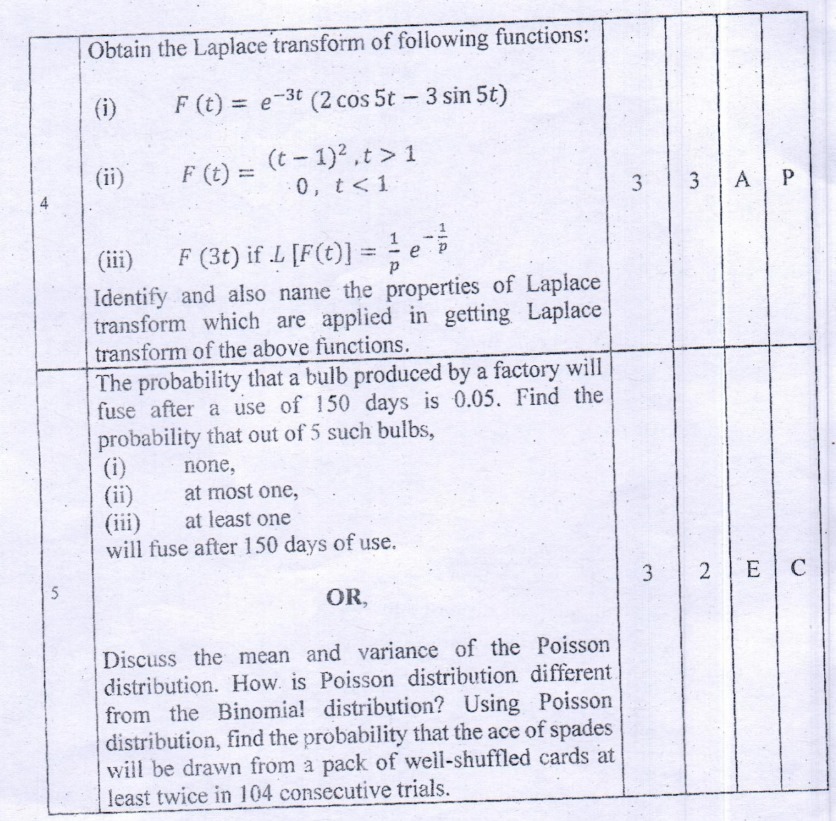 Obtain the Laplace transform of following functions:
(i) F (t) = e^{-3t} (2 cos 5t – 3 sin 5t)
(ii) F (t) = (t – 1)² , t > 1
0, t < 1
4 3 3 A P
(iii) F (3t) if L [F(t)] = \frac{1}{p} e^{-\frac{1}{p}}
Identify and also name the properties of Laplace
transform which are applied in getting Laplace
transform of the above functions.
The probability that a bulb produced by a factory will
fuse after a use of 150 days is 0.05. Find the
probability that out of 5 such bulbs,
(i) none,
(ii) at most one,
(iii) at least one
will fuse after 150 days of use.
5 3 2 E C
OR,
Discuss the mean and variance of the Poisson
distribution. How is Poisson distribution different
from the Binomial distribution? Using Poisson
distribution, find the probability that the ace of spades
will be drawn from a pack of well-shuffled cards at
least twice in 104 consecutive trials.